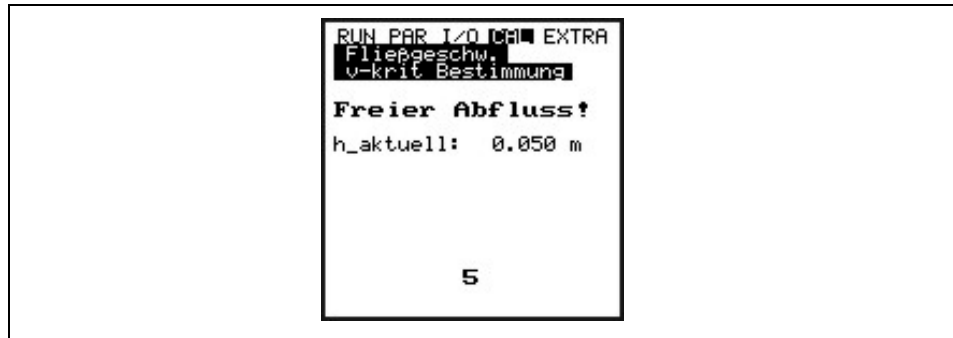 RUN PAR I/O CAL EXTRA
Fließgeschw.
v-krit Bestimmung
Freier Abfluss!
h_aktuell: 0.050 m
5